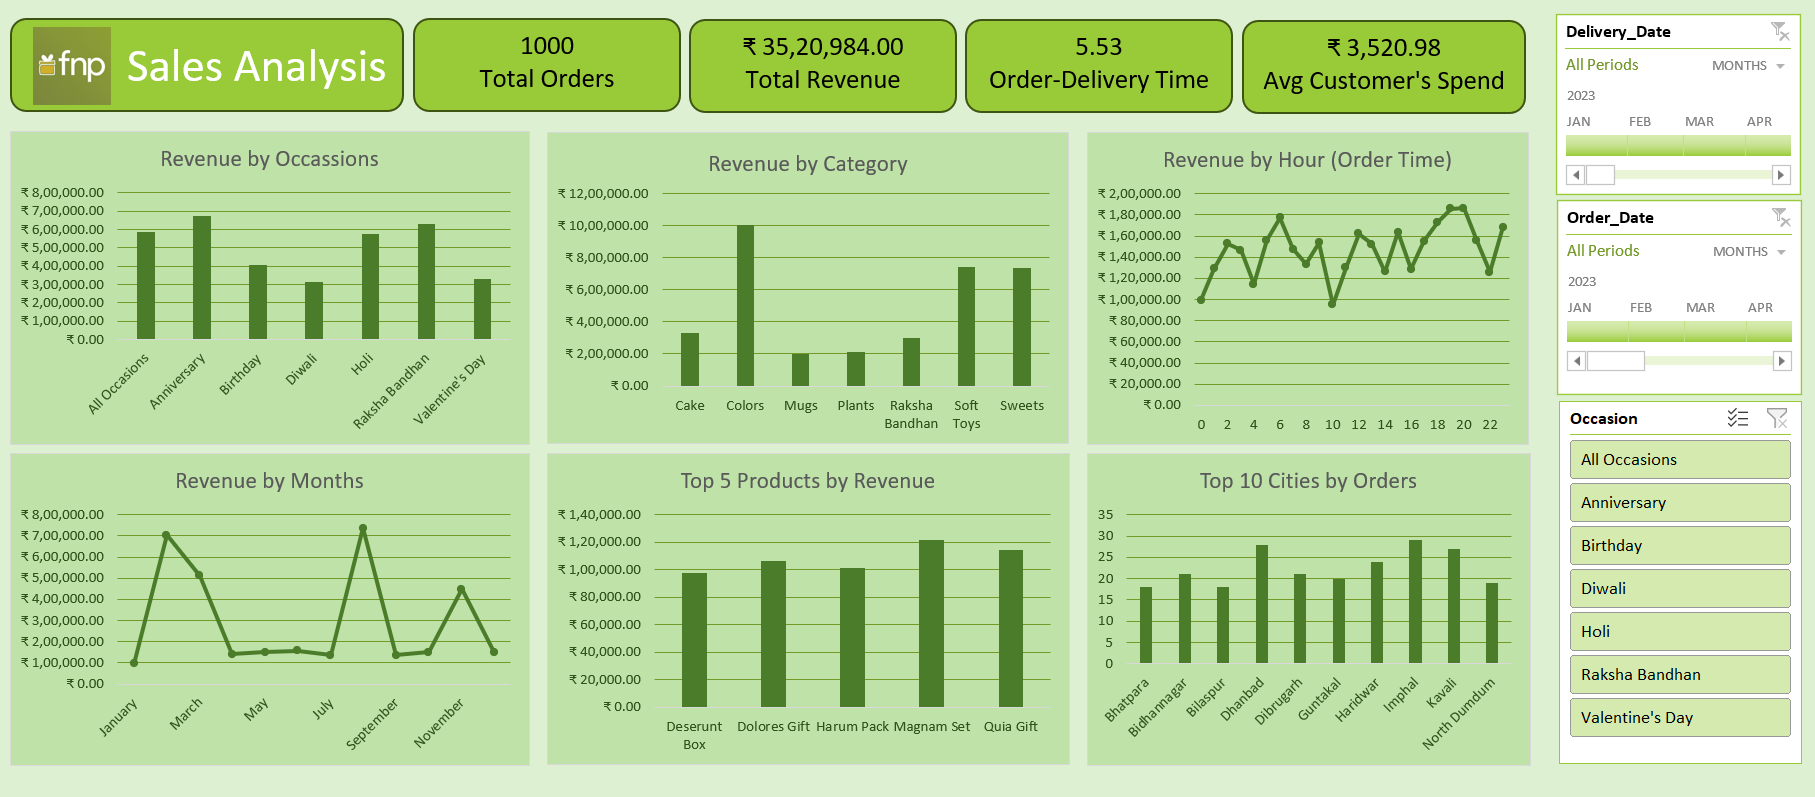 fnp
Sales Analysis
1000
Total Orders
₹ 35,20,984.00
Total Revenue
5.53
Order-Delivery Time
₹ 3,520.98
Avg Customer's Spend
Revenue by Occassions
₹ 8,00,000.00
₹ 7,00,000.00
₹ 6,00,000.00
₹ 5,00,000.00
₹ 4,00,000.00
₹ 3,00,000.00
₹ 2,00,000.00
₹ 1,00,000.00
₹ 0.00
All Occasions
Anniversary
Birthday
Diwali
Holi
Raksha Bandhan
Valentine's Day
Revenue by Category
₹ 12,00,000.00
₹ 10,00,000.00
₹ 8,00,000.00
₹ 6,00,000.00
₹ 4,00,000.00
₹ 2,00,000.00
₹ 0.00
Cake
Colors
Mugs
Plants
Raksha
Bandhan
Soft
Toys
Sweets
Revenue by Hour (Order Time)
₹ 2,00,000.00
₹ 1,80,000.00
₹ 1,60,000.00
₹ 1,40,000.00
₹ 1,20,000.00
₹ 1,00,000.00
₹ 80,000.00
₹ 60,000.00
₹ 40,000.00
₹ 20,000.00
₹ 0.00
0 2 4 6 8 10 12 14 16 18 20 22
Revenue by Months
₹ 8,00,000.00
₹ 7,00,000.00
₹ 6,00,000.00
₹ 5,00,000.00
₹ 4,00,000.00
₹ 3,00,000.00
₹ 2,00,000.00
₹ 1,00,000.00
₹ 0.00
January
March
May
July
September
November
Top 5 Products by Revenue
₹ 1,40,000.00
₹ 1,20,000.00
₹ 1,00,000.00
₹ 80,000.00
₹ 60,000.00
₹ 40,000.00
₹ 20,000.00
₹ 0.00
Deserunt
Box
Dolores Gift
Harum Pack
Magnam Set
Quia Gift
Top 10 Cities by Orders
35
30
25
20
15
10
5
0
Bhatpara
Bidhannagar
Bilaspur
Dhanbad
Dibrugarh
Guntakal
Haridwar
Imphal
Kavali
North Dumdum
Delivery_Date
All Periods MONTHS
2023
JAN FEB MAR APR
Order_Date
All Periods MONTHS
2023
JAN FEB MAR APR
Occasion
All Occasions
Anniversary
Birthday
Diwali
Holi
Raksha Bandhan
Valentine's Day